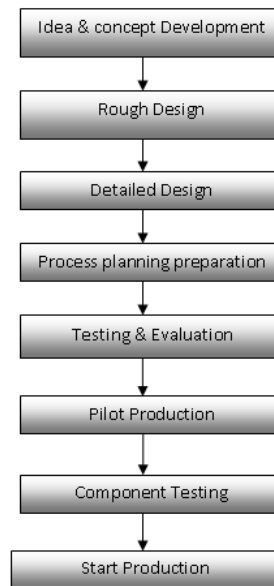 Idea & concept Development
Rough Design
Detailed Design
Process planning preparation
Testing & Evaluation
Pilot Production
Component Testing
Start Production